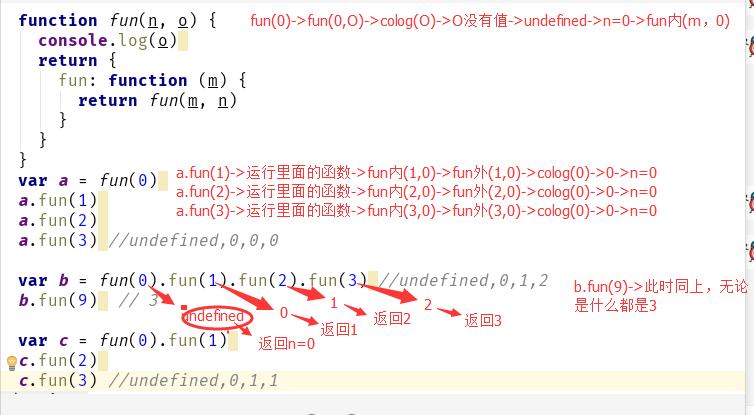 function fun(n, o) { fun(0)->fun(0,O)->colog(O)->O没有值->undefined->n=0->fun内(m，0)
console.log(o)
return {
fun: function (m) {
return fun(m, n)
}
}
}
var a = fun(0)
a.fun(1) a.fun(1)->运行里面的函数->fun内(1,0)->fun外(1,0)->colog(0)->0->n=0
a.fun(2) a.fun(2)->运行里面的函数->fun内(2,0)->fun外(2,0)->colog(0)->0->n=0
a.fun(3) //undefined,0,0,0 a.fun(3)->运行里面的函数->fun内(3,0)->fun外(3,0)->colog(0)->0->n=0
var b = fun(0).fun(1).fun(2).fun(3) //undefined,0,1,2
b.fun(9) // 3 b.fun(9)->此时同上，无论
是什么都是3
undefined 0 1 2
返回n=0 返回1 返回2 返回3
var c = fun(0).fun(1)
c.fun(2)
c.fun(3) //undefined,0,1,1